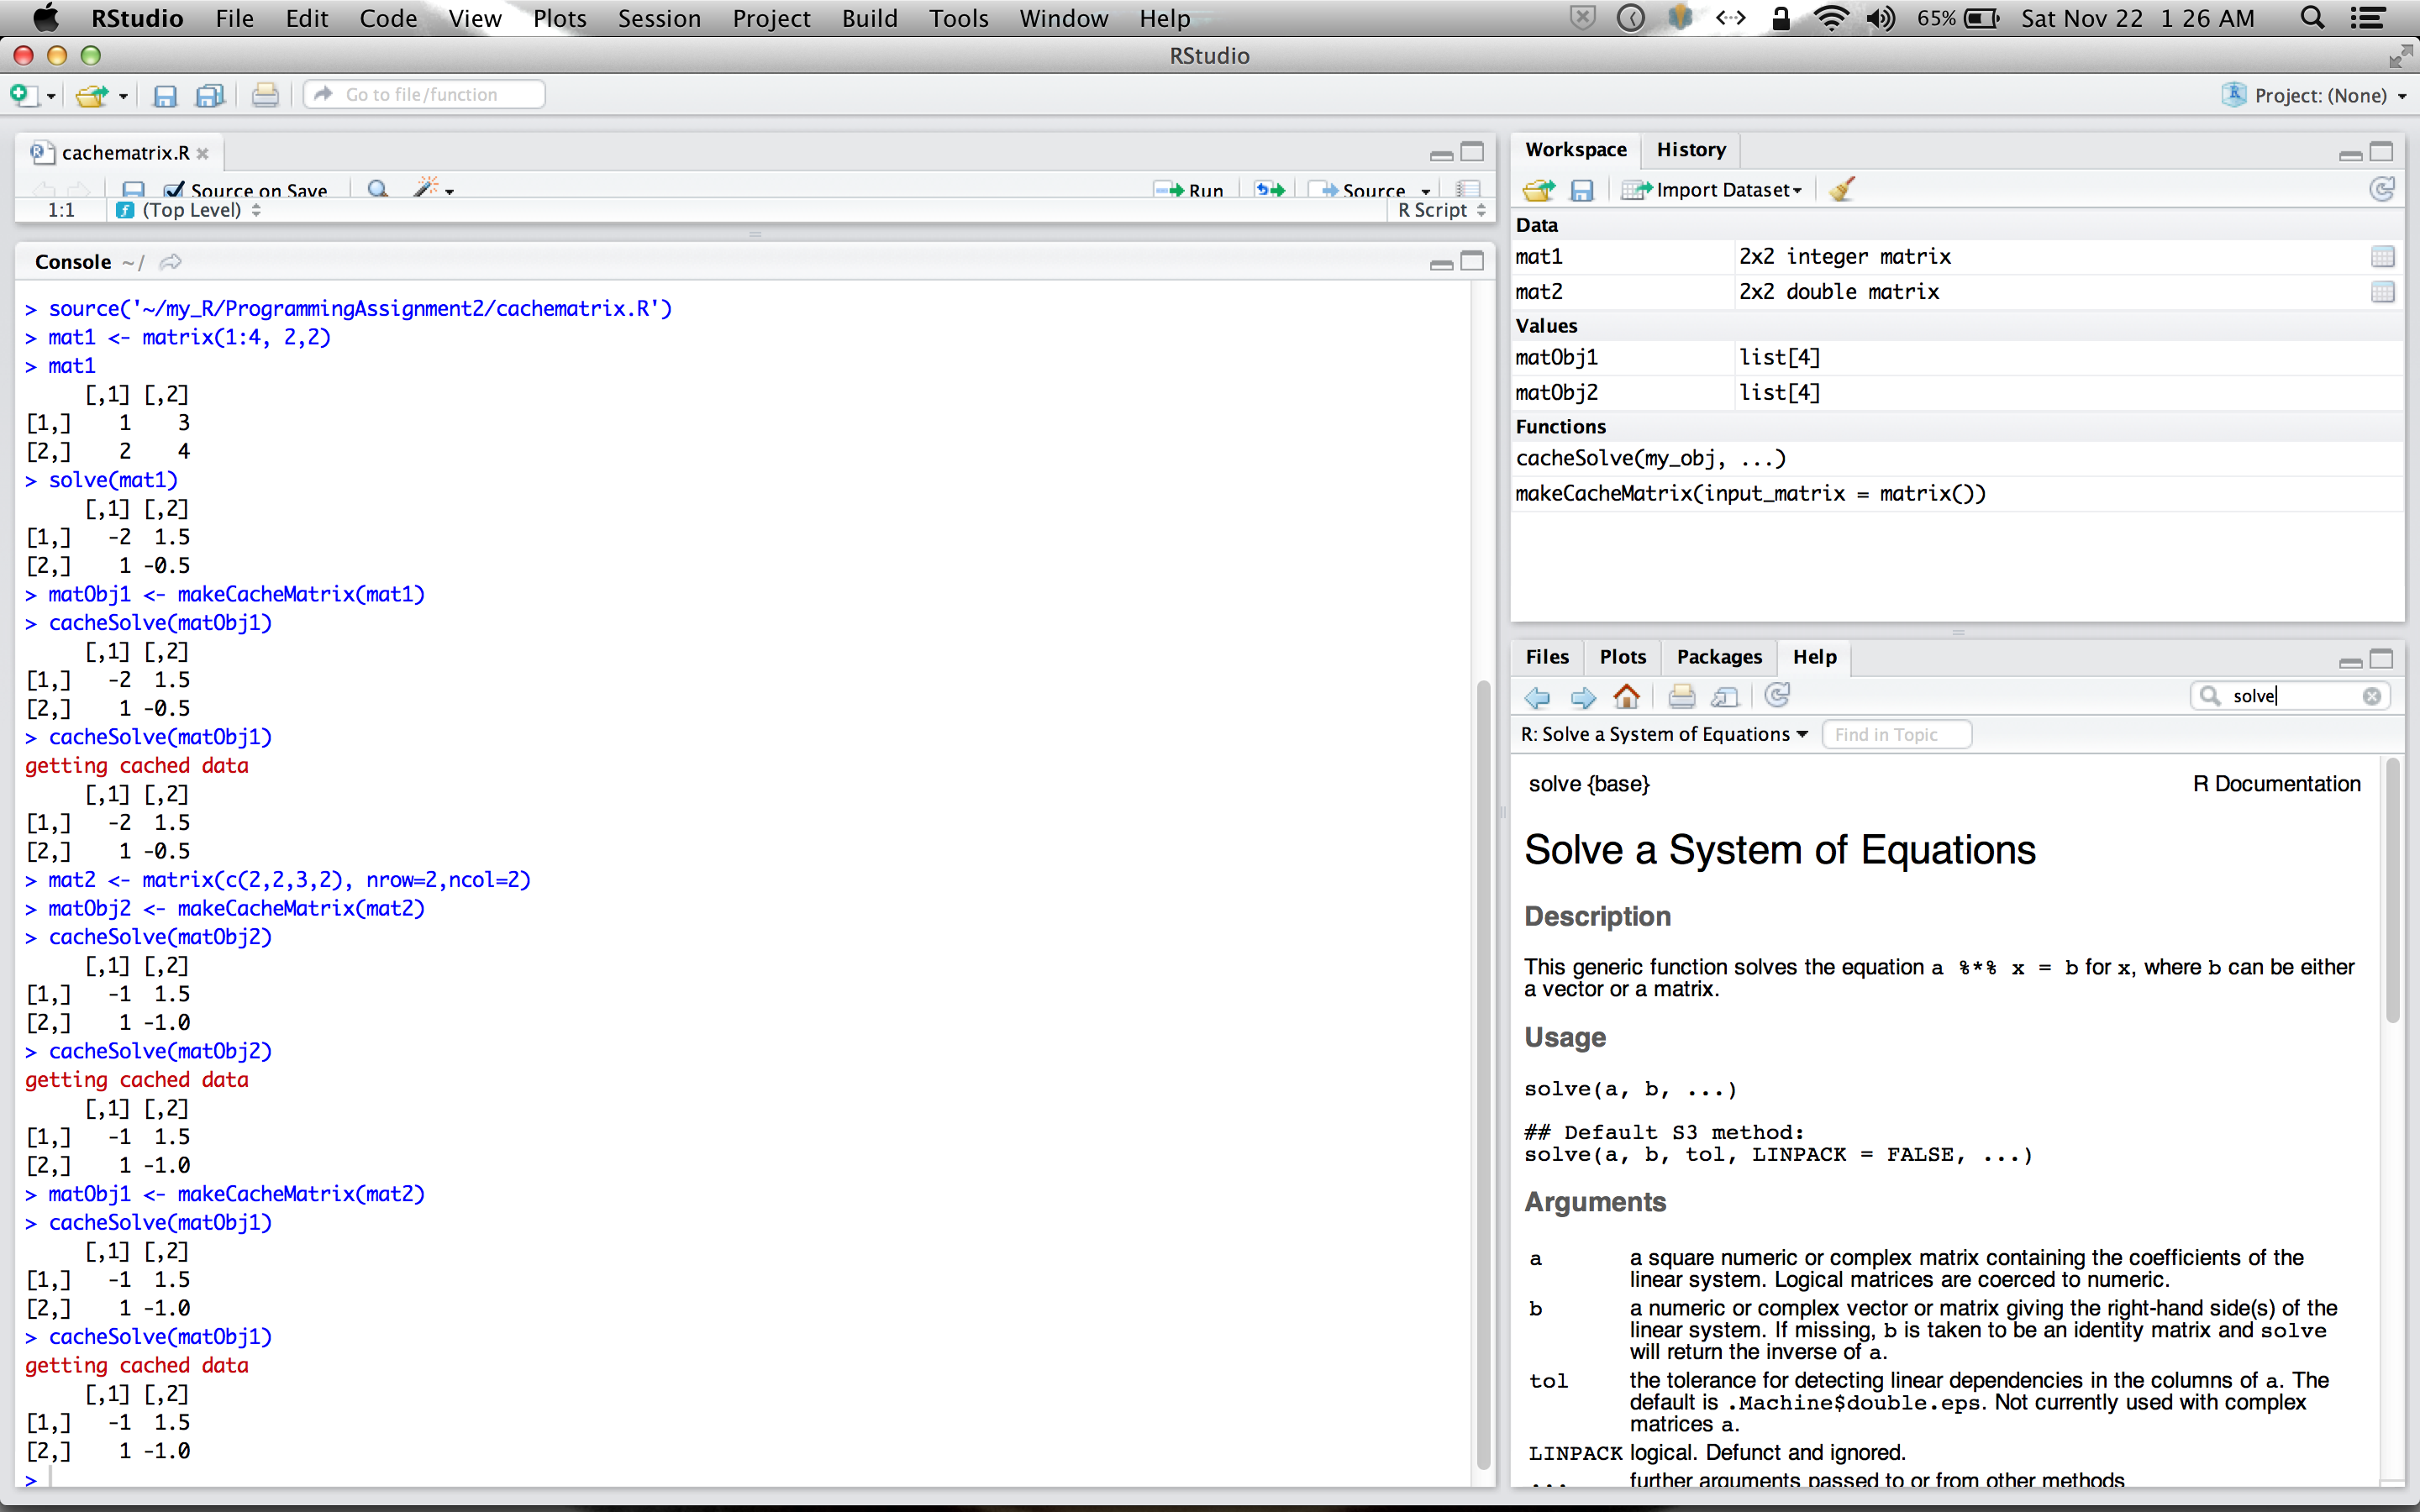 RStudio File Edit Code View Plots Session Project Build Tools Window Help 65% Sat Nov 22 1 26 AM
RStudio
Go to file/function Project: (None)
cachematrix.R
Source on Save Run Source
1:1 (Top Level) R Script
Console ~/
> source('~/my_R/ProgrammingAssignment2/cachematrix.R')
> mat1 <- matrix(1:4, 2,2)
> mat1
     [,1] [,2]
[1,]    1    3
[2,]    2    4
> solve(mat1)
     [,1] [,2]
[1,]   -2  1.5
[2,]    1 -0.5
> matObj1 <- makeCacheMatrix(mat1)
> cacheSolve(matObj1)
     [,1] [,2]
[1,]   -2  1.5
[2,]    1 -0.5
> cacheSolve(matObj1)
getting cached data
     [,1] [,2]
[1,]   -2  1.5
[2,]    1 -0.5
> mat2 <- matrix(c(2,2,3,2), nrow=2,ncol=2)
> matObj2 <- makeCacheMatrix(mat2)
> cacheSolve(matObj2)
     [,1] [,2]
[1,]   -1  1.5
[2,]    1 -1.0
> cacheSolve(matObj2)
getting cached data
     [,1] [,2]
[1,]   -1  1.5
[2,]    1 -1.0
> matObj1 <- makeCacheMatrix(mat2)
> cacheSolve(matObj1)
     [,1] [,2]
[1,]   -1  1.5
[2,]    1 -1.0
> cacheSolve(matObj1)
getting cached data
     [,1] [,2]
[1,]   -1  1.5
[2,]    1 -1.0
>
Workspace History
Import Dataset
Data
mat1 2x2 integer matrix
mat2 2x2 double matrix
Values
matObj1 list[4]
matObj2 list[4]
Functions
cacheSolve(my_obj, ...)
makeCacheMatrix(input_matrix = matrix())
Files Plots Packages Help
solve
R: Solve a System of Equations Find in Topic
solve {base} R Documentation
Solve a System of Equations
Description
This generic function solves the equation a %*% x = b for x, where b can be either
a vector or a matrix.
Usage
solve(a, b, ...)
## Default S3 method:
solve(a, b, tol, LINPACK = FALSE, ...)
Arguments
a a square numeric or complex matrix containing the coefficients of the
linear system. Logical matrices are coerced to numeric.
b a numeric or complex vector or matrix giving the right-hand side(s) of the
linear system. If missing, b is taken to be an identity matrix and solve
will return the inverse of a.
tol the tolerance for detecting linear dependencies in the columns of a. The
default is .Machine$double.eps. Not currently used with complex
matrices a.
LINPACK logical. Defunct and ignored.
... further arguments passed to or from other methods